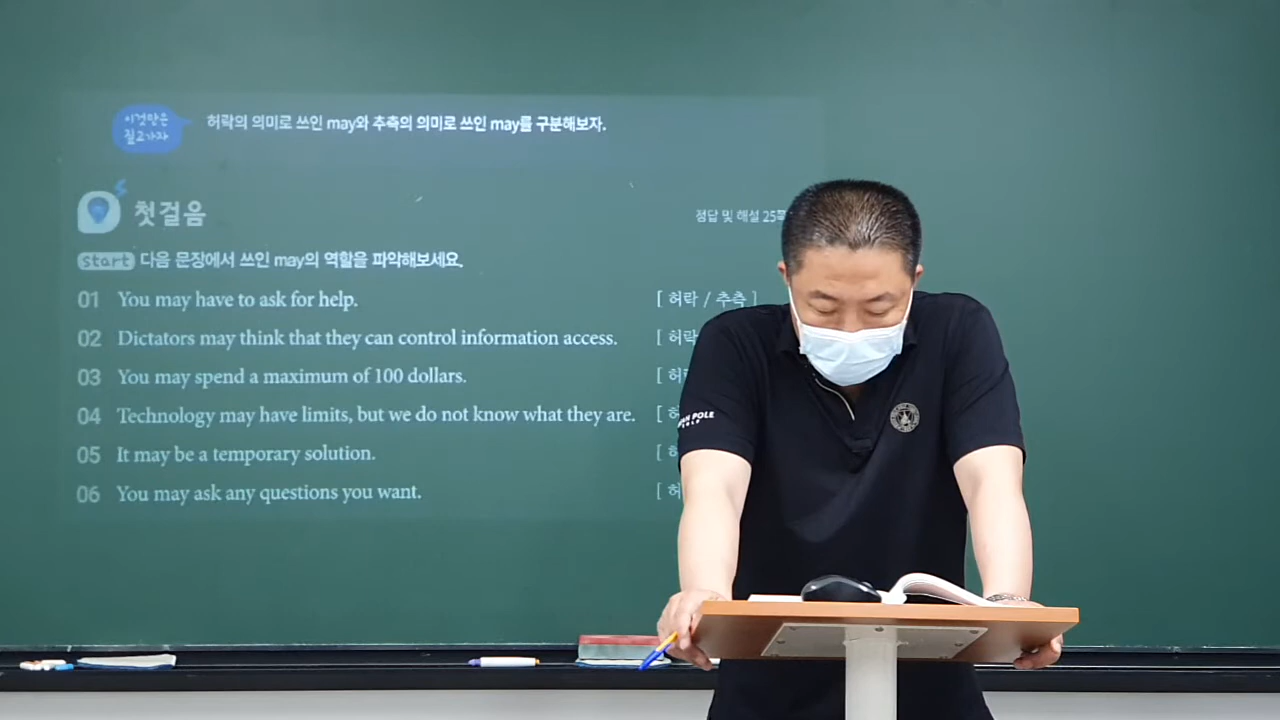 이것만은
짚고가자
허락의 의미로 쓰인 may와 추측의 의미로 쓰인 may를 구분해보자.
첫걸음
정답 및 해설 25쪽
start 다음 문장에서 쓰인 may의 역할을 파악해보세요.
01 You may have to ask for help. [ 허락 / 추측 ]
02 Dictators may think that they can control information access. [ 허락
03 You may spend a maximum of 100 dollars. [ 허
04 Technology may have limits, but we do not know what they are. [ 허
05 It may be a temporary solution. [ 허
06 You may ask any questions you want. [ 허
POLE